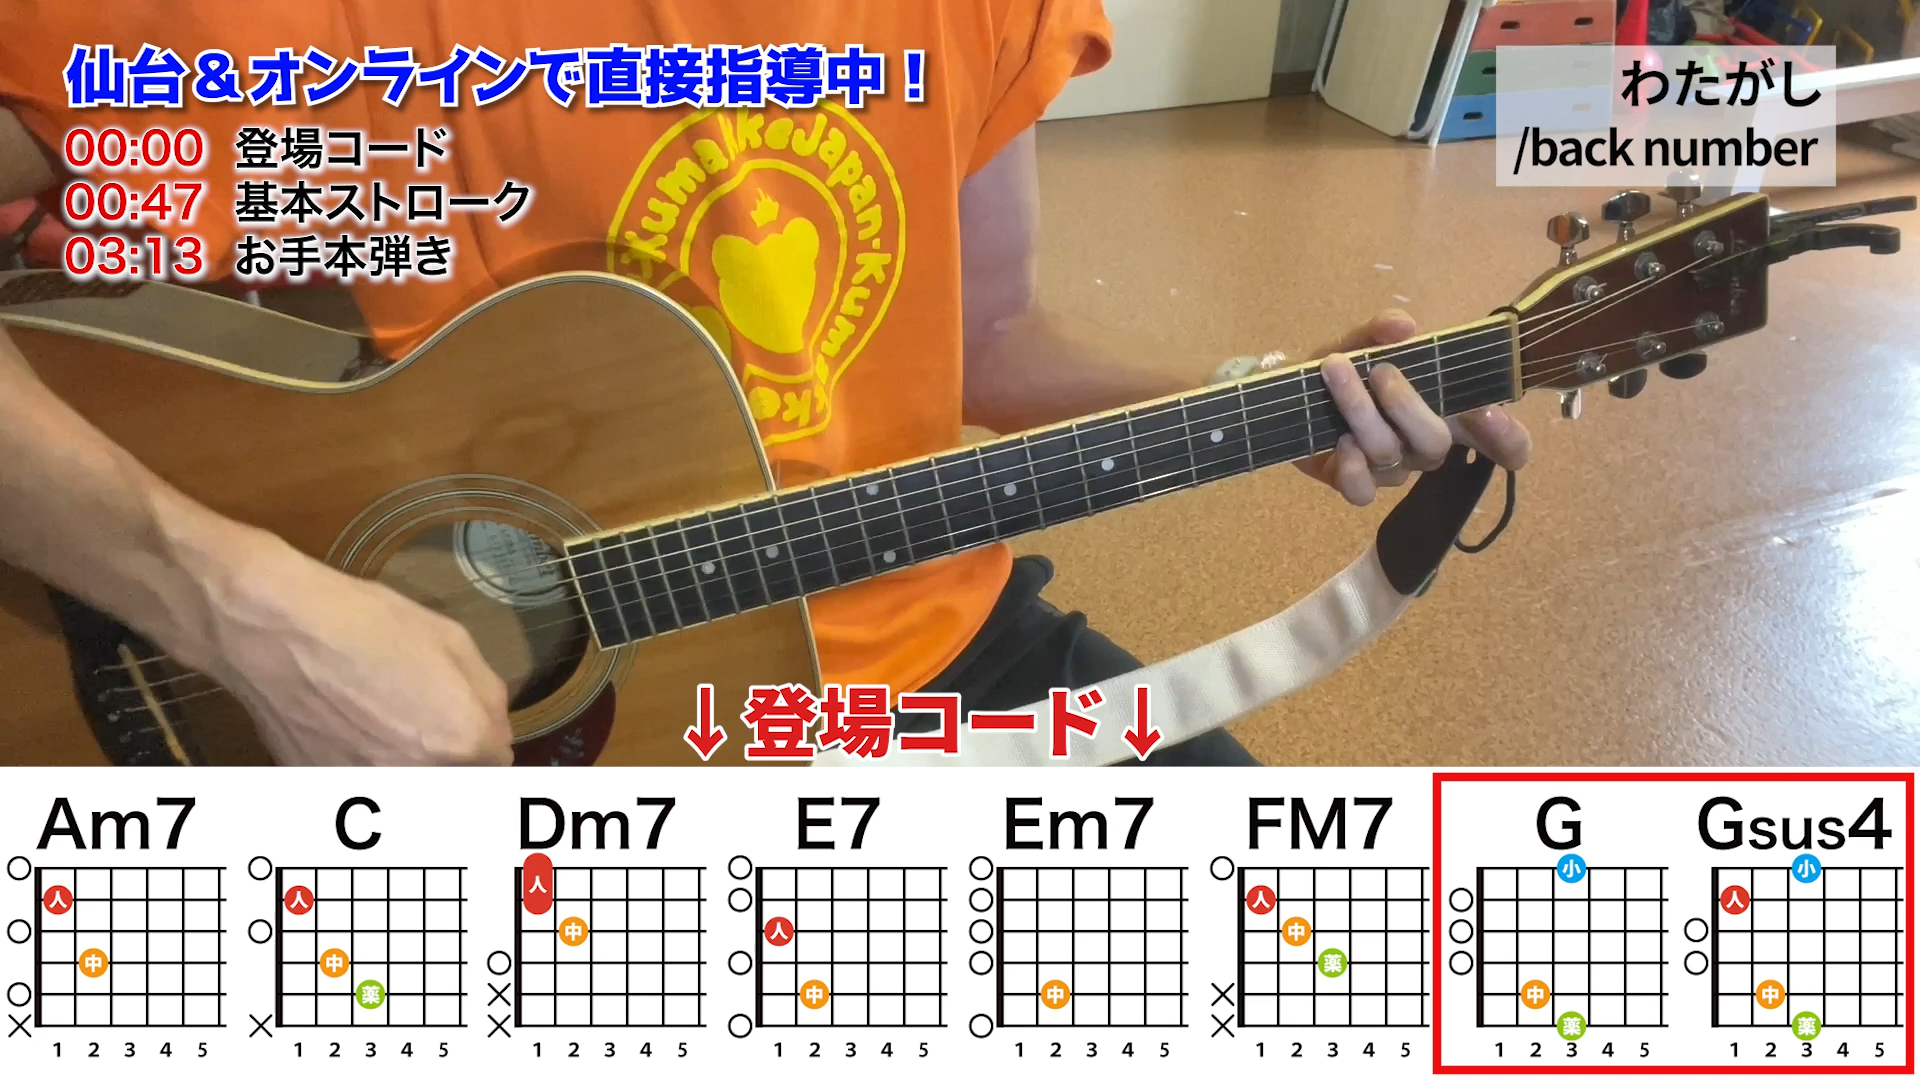 仙台＆オンラインで直接指導中！
00:00 登場コード
00:47 基本ストローク
03:13 お手本弾き
わたがし
/back number
KumaikeJapan-Kuma
ke
↓登場コード↓
Am7 C Dm7 E7 Em7 FM7 G Gsus4
小 小
人 人 人 人 人
人 中 人 中
中 中 薬
中 薬 中 中 中 中
薬 薬
1 2 3 4 5 1 2 3 4 5 1 2 3 4 5 1 2 3 4 5 1 2 3 4 5 1 2 3 4 5 1 2 3 4 5 1 2 3 4 5